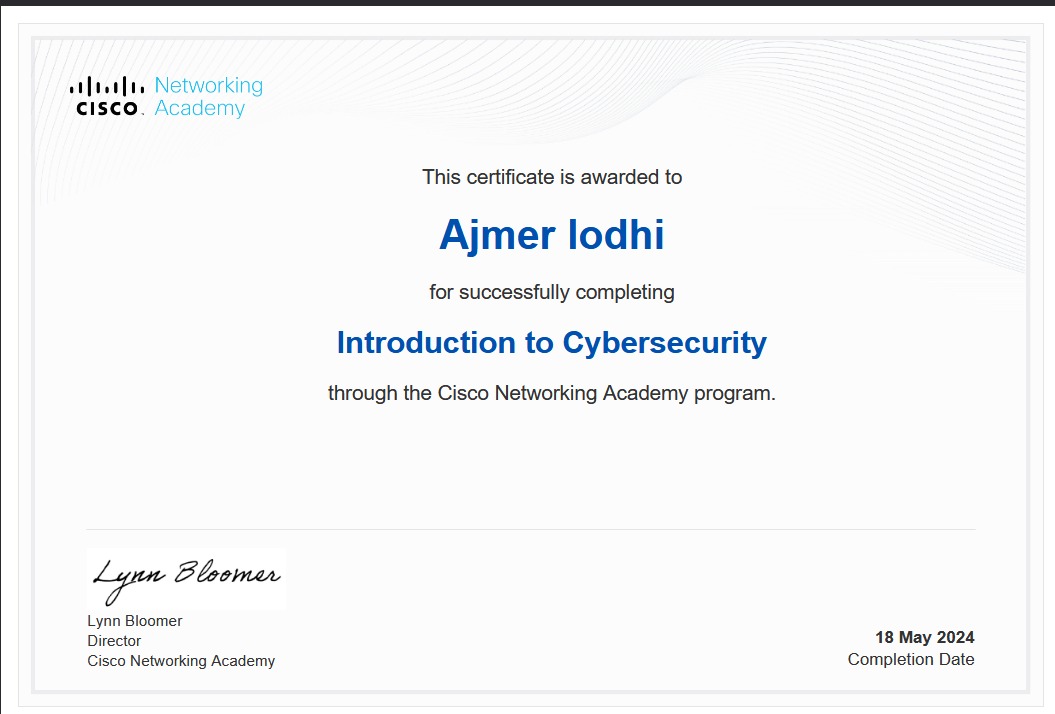 Networking
CISCO Academy
This certificate is awarded to
Ajmer lodhi
for successfully completing
Introduction to Cybersecurity
through the Cisco Networking Academy program.
Lynn Bloomer
Lynn Bloomer
Director
Cisco Networking Academy
18 May 2024
Completion Date